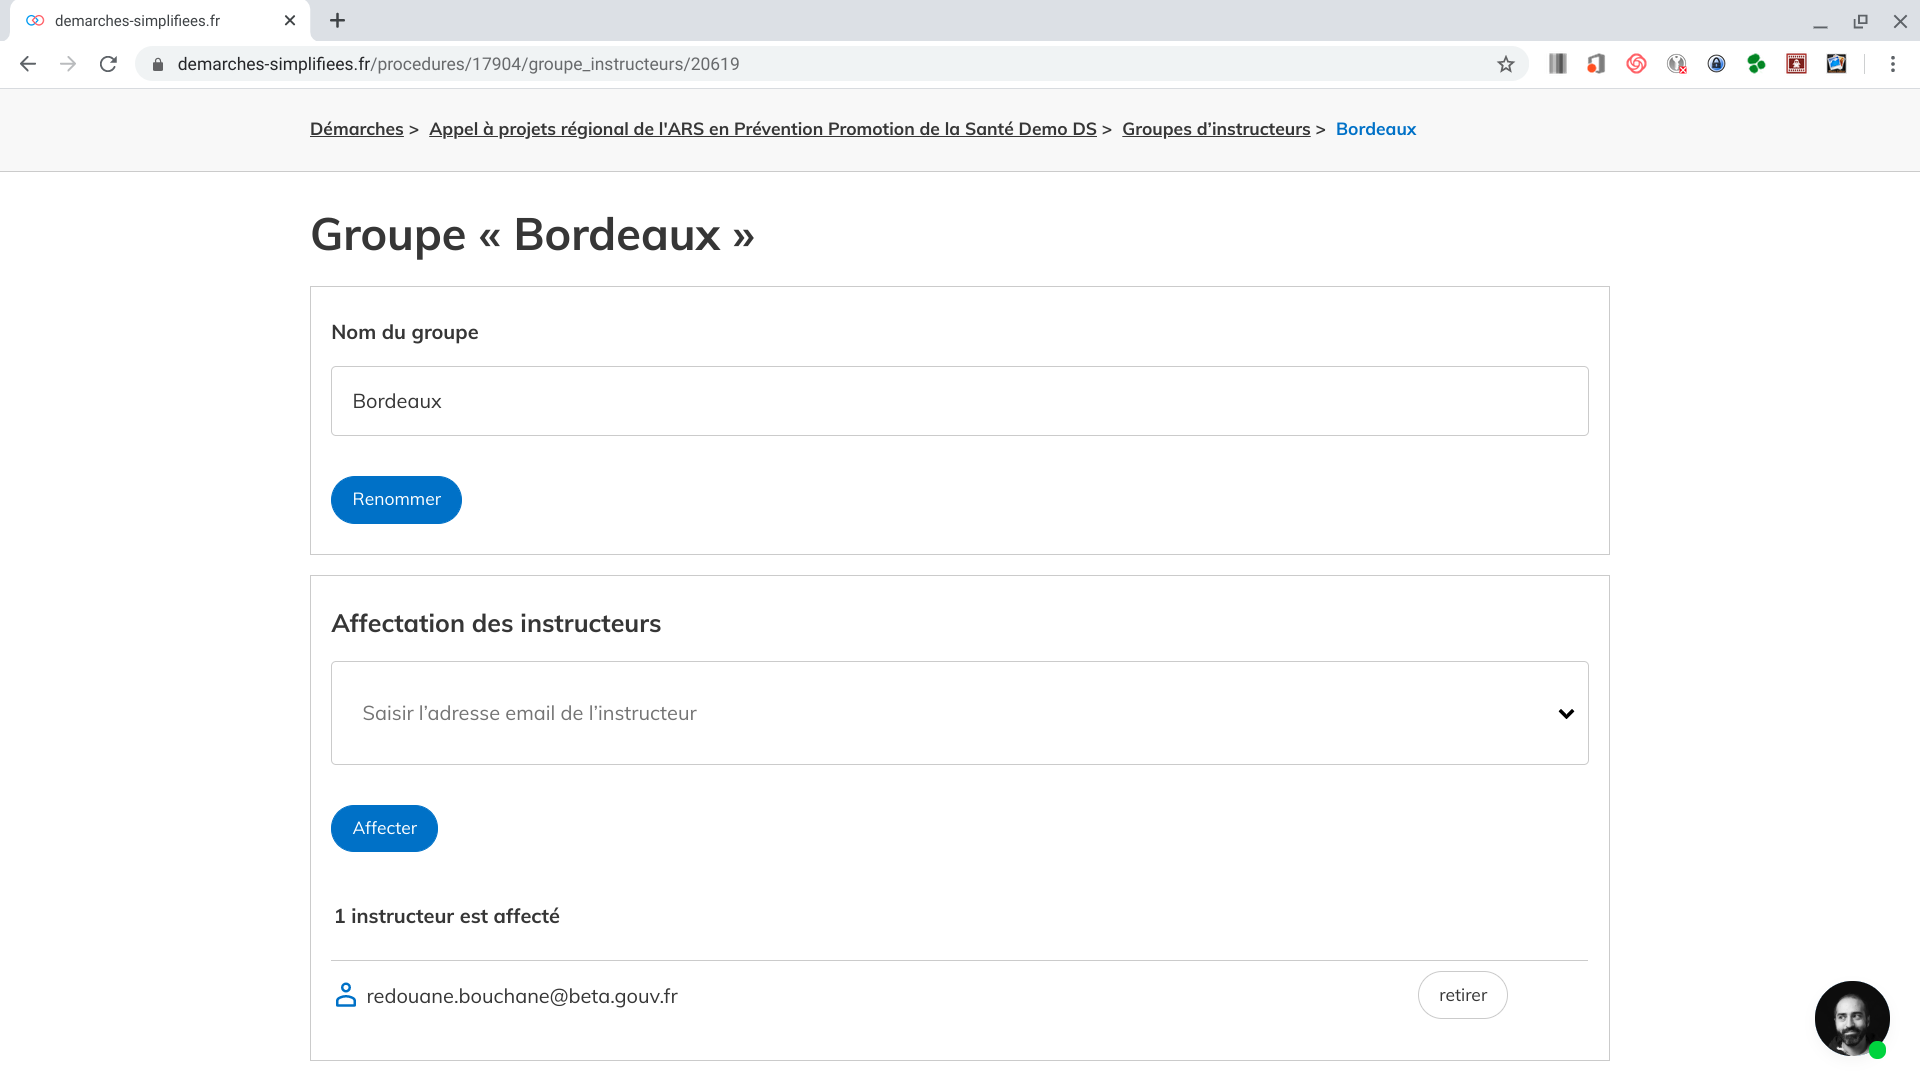 demarches-simplifiees.fr
demarches-simplifiees.fr/procedures/17904/groupe_instructeurs/20619
Démarches > Appel à projets régional de l'ARS en Prévention Promotion de la Santé Demo DS > Groupes d’instructeurs > Bordeaux
Groupe « Bordeaux »
Nom du groupe
Bordeaux
Renommer
Affectation des instructeurs
Saisir l’adresse email de l’instructeur
Affecter
1 instructeur est affecté
redouane.bouchane@beta.gouv.fr retirer